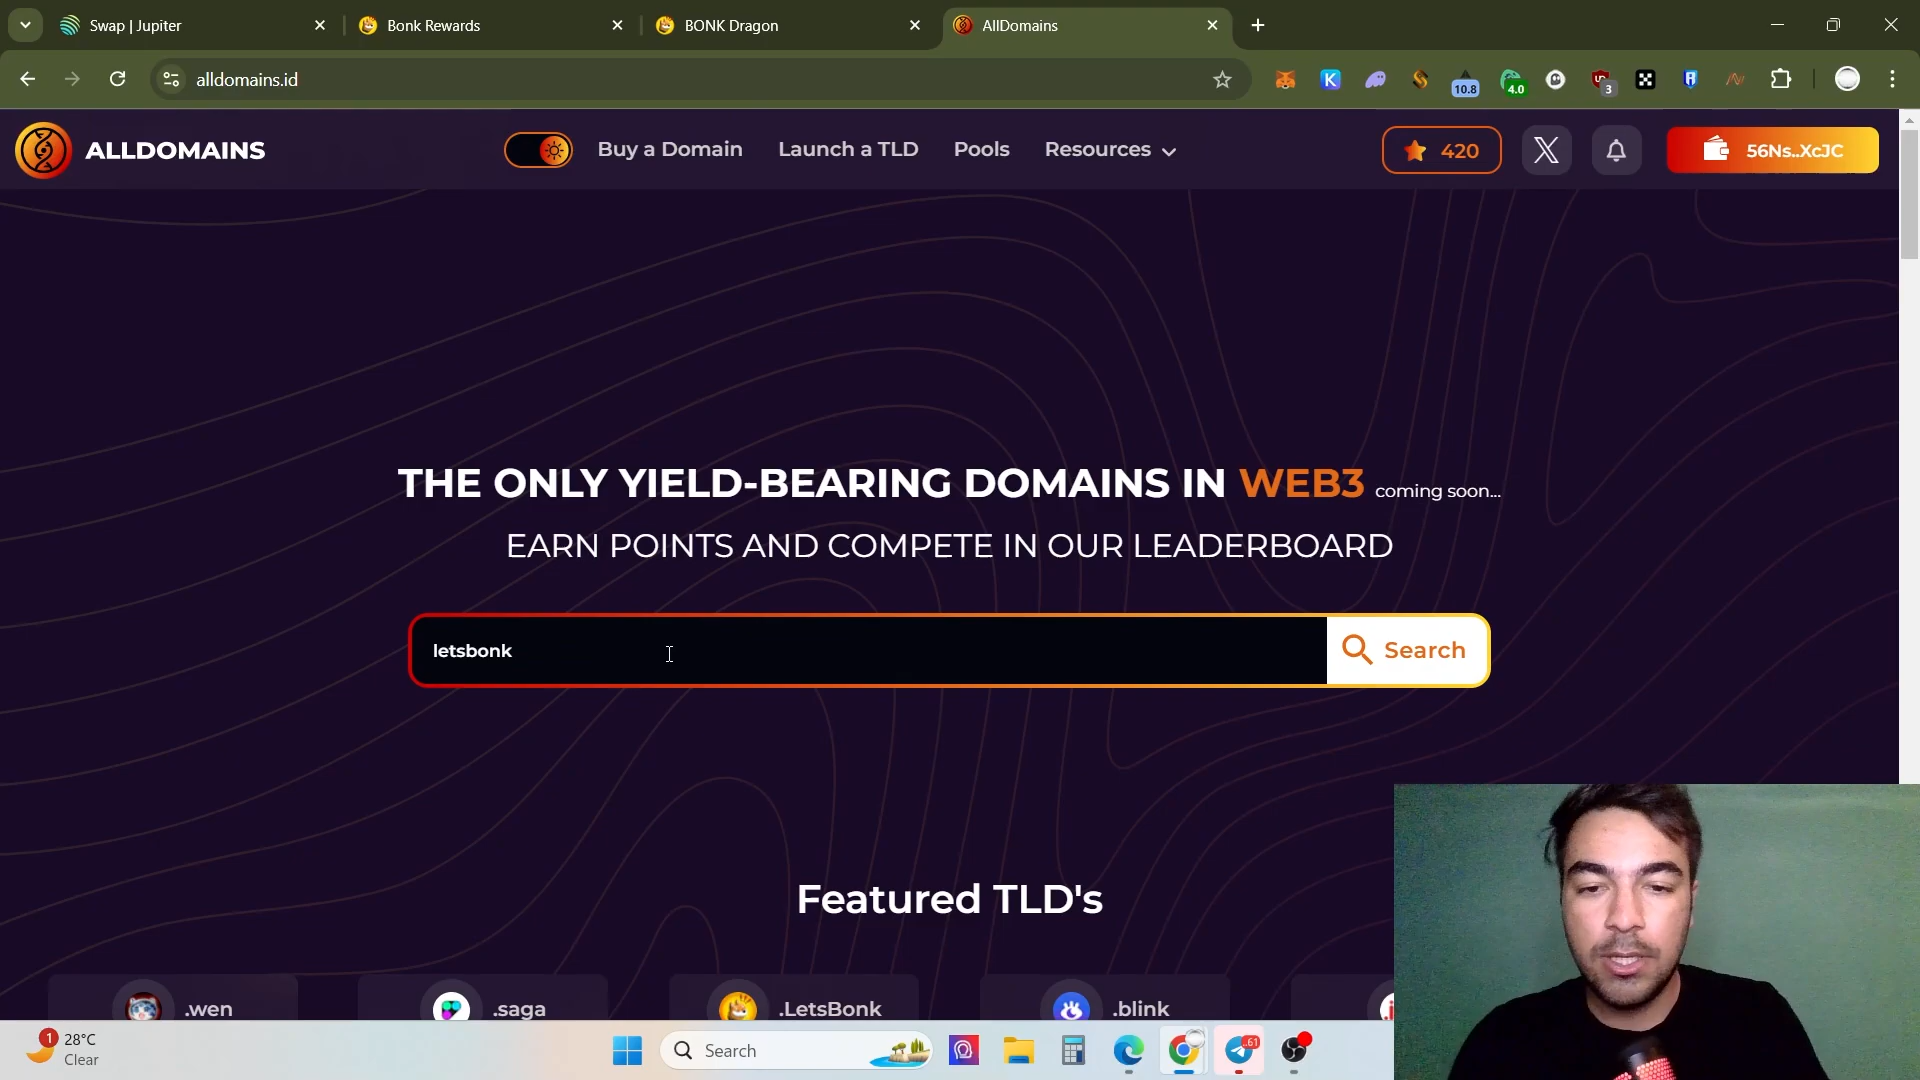 Swap | Jupiter
Bonk Rewards
BONK Dragon
AllDomains
alldomains.id
10.8
4.0
3
ALLDOMAINS
Buy a Domain
Launch a TLD
Pools
Resources
420
56Ns..XcJC
THE ONLY YIELD-BEARING DOMAINS IN WEB3 coming soon...
EARN POINTS AND COMPETE IN OUR LEADERBOARD
letsbonk
Search
Featured TLD's
.wen
.saga
.LetsBonk
.blink
1
28°C
Clear
Search
61